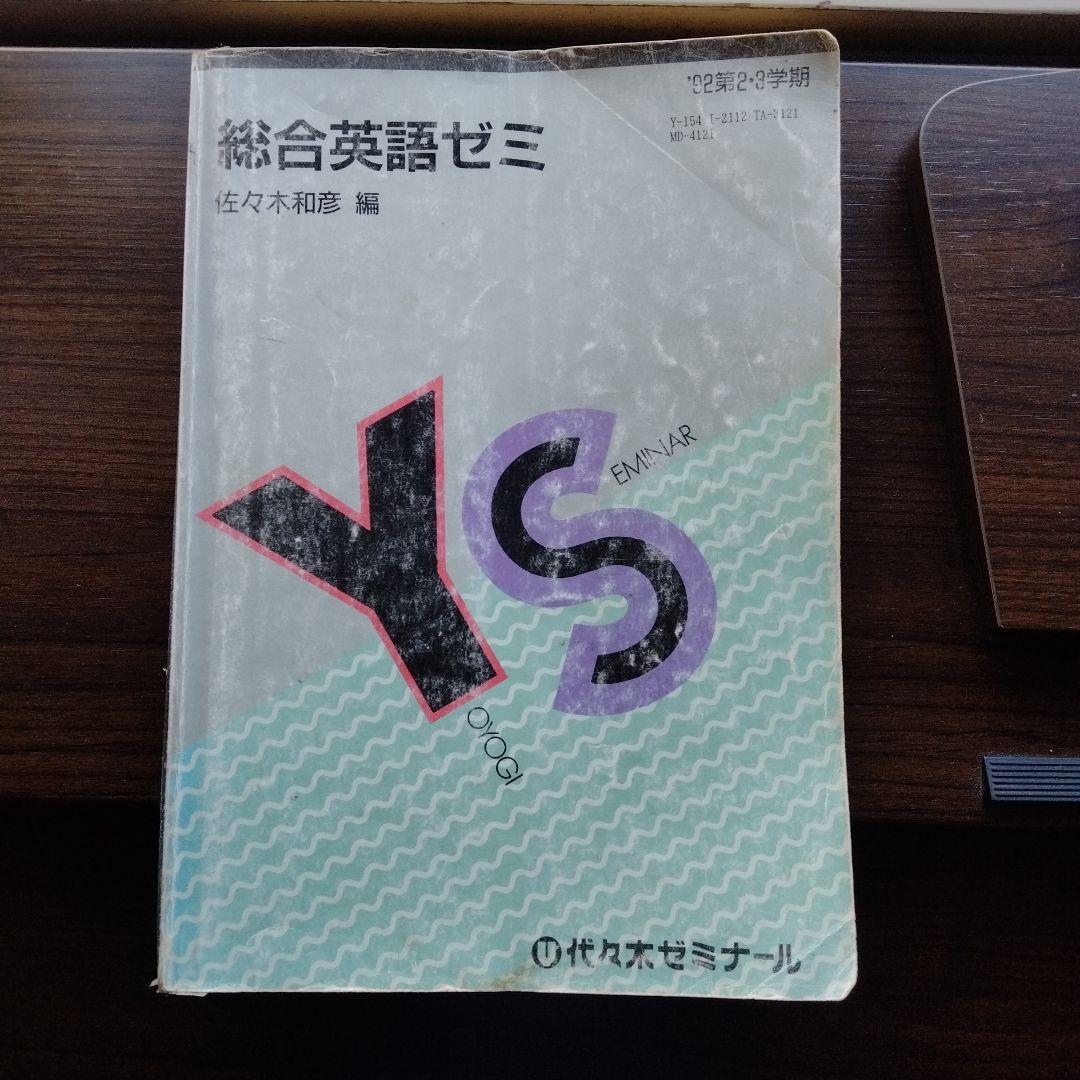 '92第2・3学期
Y-154 I-2112 TA-3121
MD-4121
総合英語ゼミ
佐々木和彦 編
YS
EMINAR
OYOGI
代々木ゼミナール